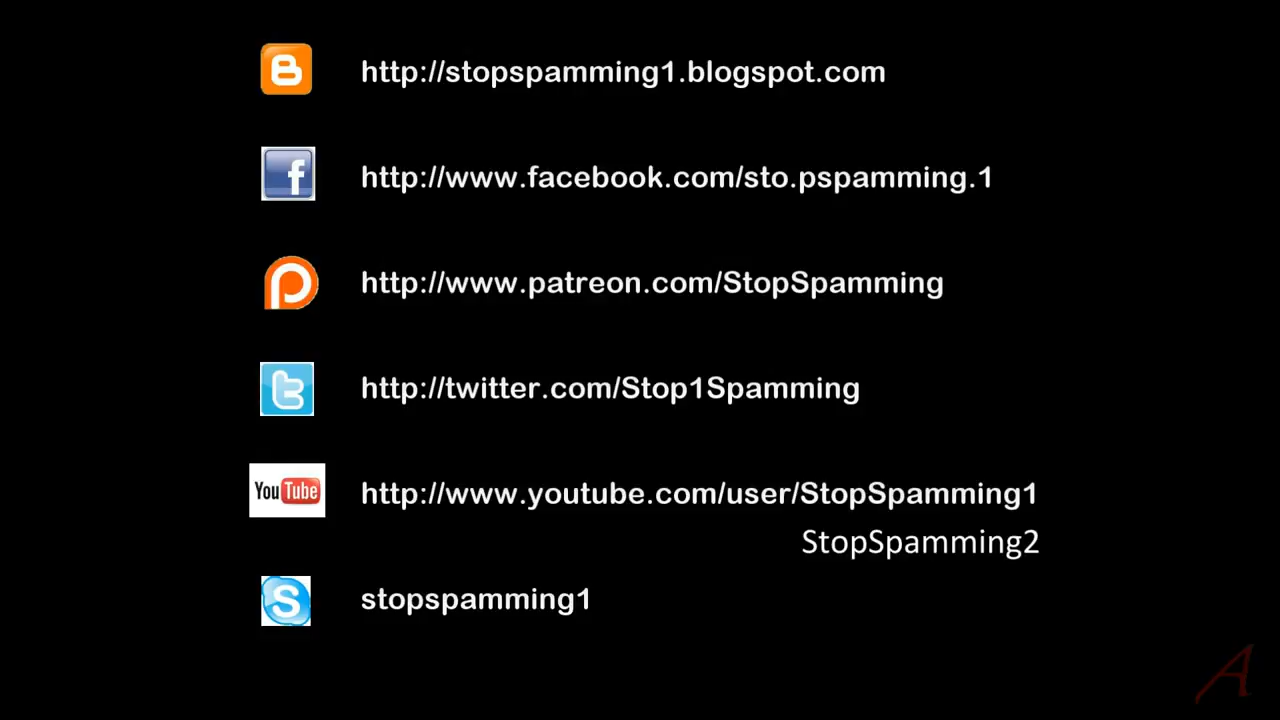 http://stopspamming1.blogspot.com
http://www.facebook.com/sto.pspamming.1
http://www.patreon.com/StopSpamming
http://twitter.com/Stop1Spamming
You Tube http://www.youtube.com/user/StopSpamming1
StopSpamming2
stopspamming1
A